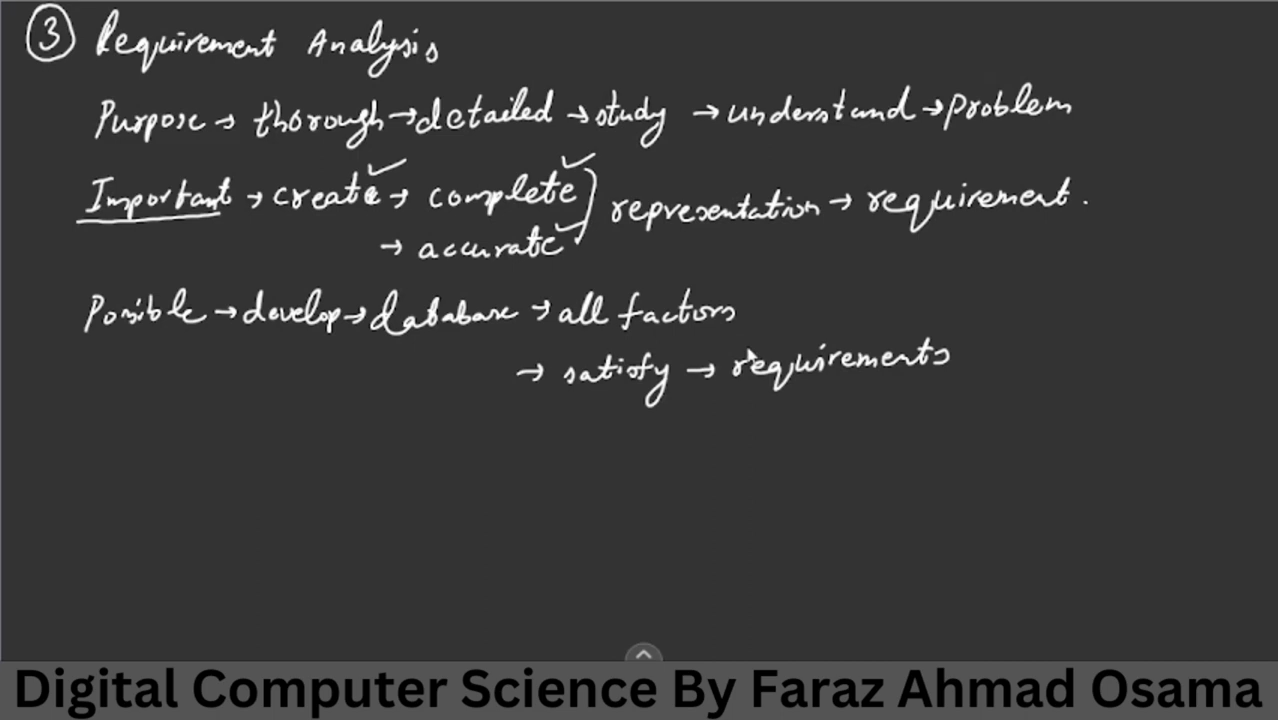 ③ Requirement Analysis
Purpose → thorough → detailed → study → understand → problem
Important → create ✓ → complete ✓ } representation → requirement.
→ accurate ✓
Possible → develop → database → all factors
→ satisfy → requirements
Digital Computer Science By Faraz Ahmad Osama